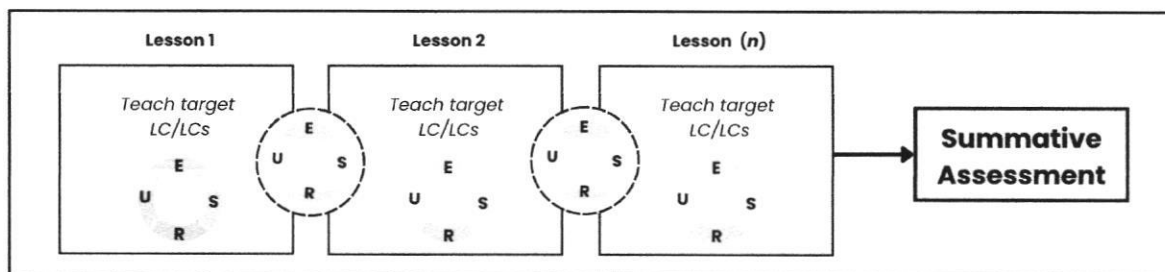 Lesson 1
Lesson 2
Lesson (n)
Teach target
LC/LCs
E
U S
R
E
U S
R
Teach target
LC/LCs
E
U S
R
E
U S
R
Teach target
LC/LCs
E
U S
R
Summative
Assessment